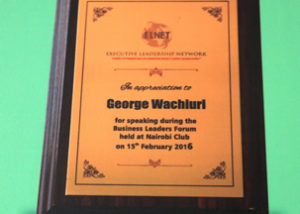 ELNET
EXECUTIVE LEADERSHIP NETWORK
In appreciation to
George Wachiuri
for speaking during the
Business Leaders Forum
held at Nairobi Club
on 15th February 2016